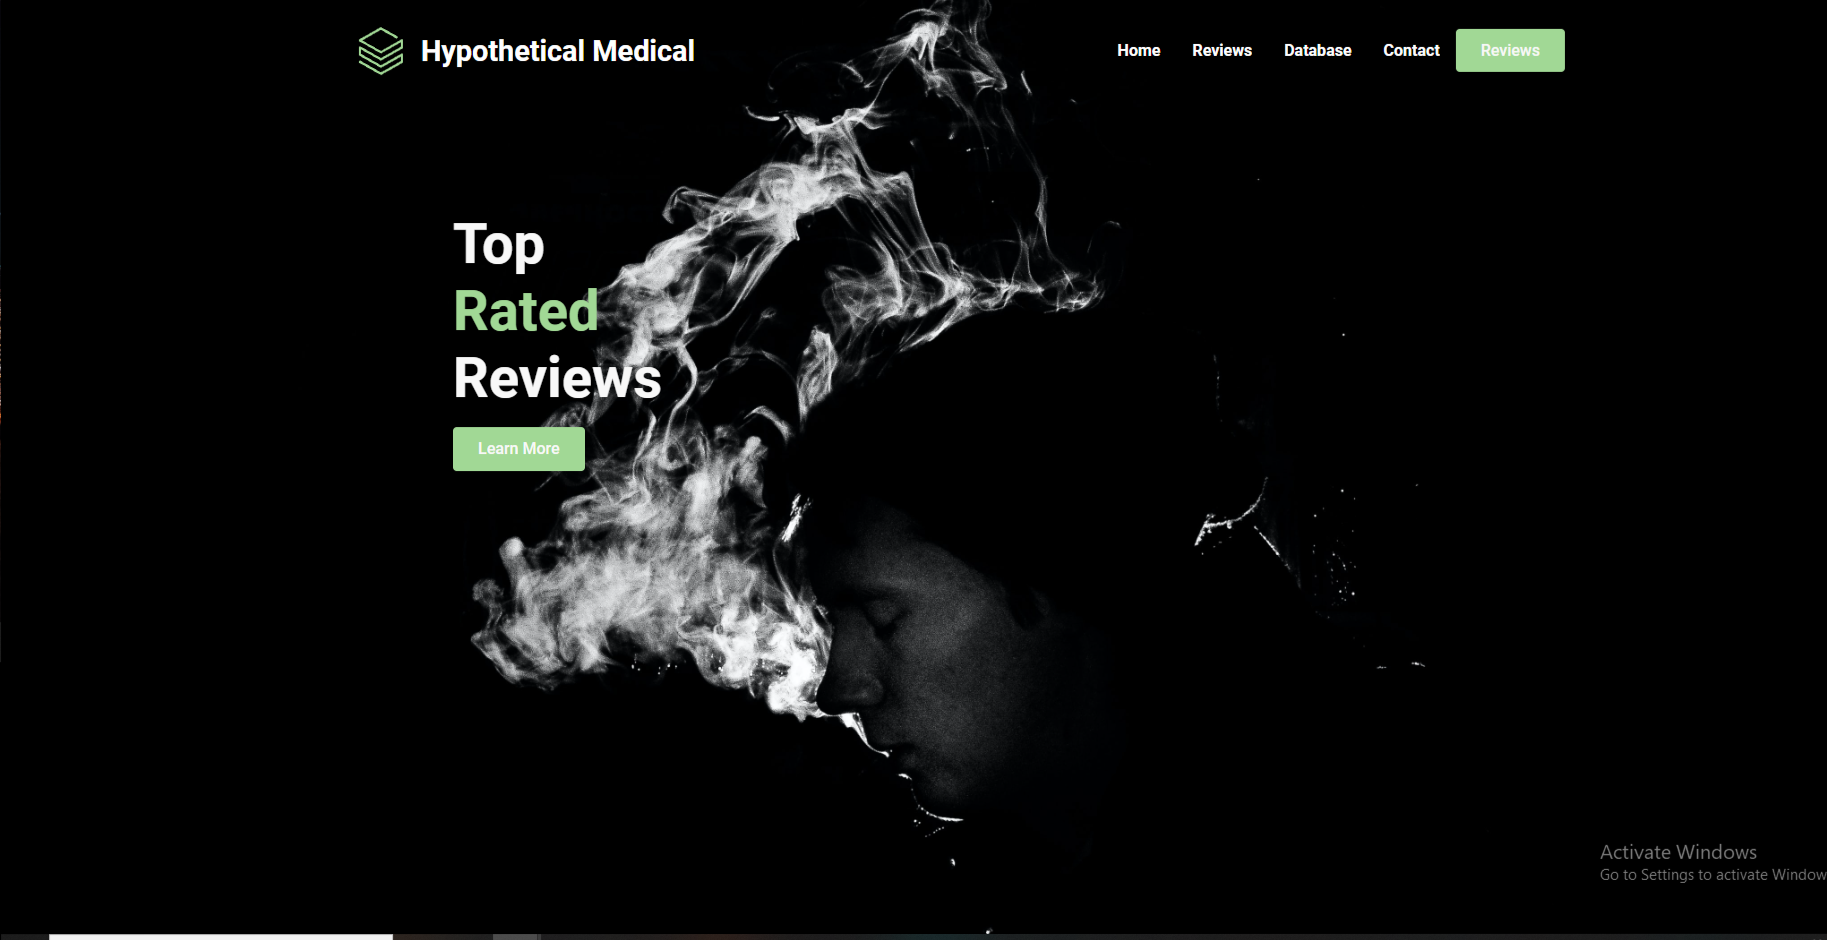 Hypothetical Medical
Home Reviews Database Contact Reviews
Top
Rated
Reviews
Learn More
Activate Windows
Go to Settings to activate Window